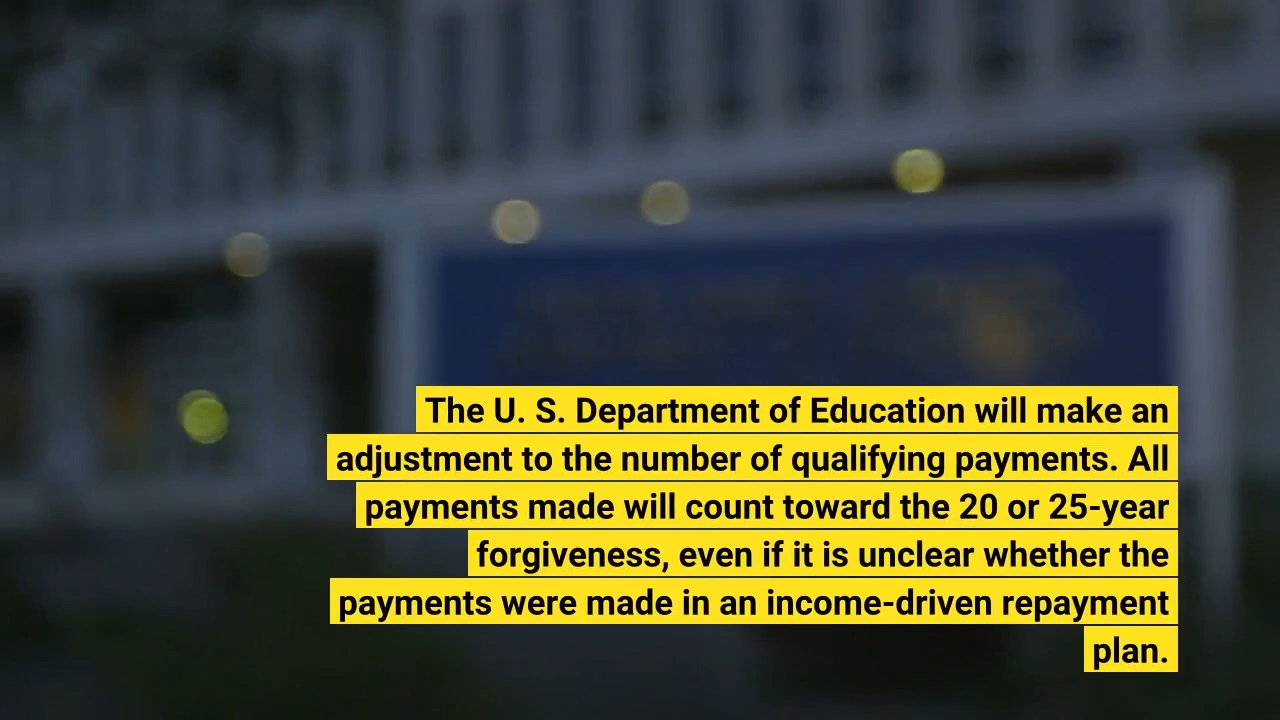 The U. S. Department of Education will make an
adjustment to the number of qualifying payments. All
payments made will count toward the 20 or 25-year
forgiveness, even if it is unclear whether the
payments were made in an income-driven repayment
plan.